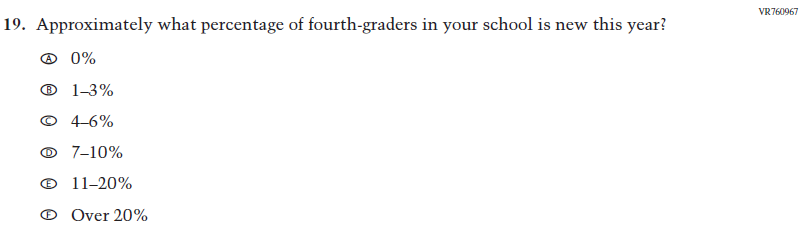 VR760967
19. Approximately what percentage of fourth-graders in your school is new this year?
A 0%
B 1–3%
C 4–6%
D 7–10%
E 11–20%
F Over 20%